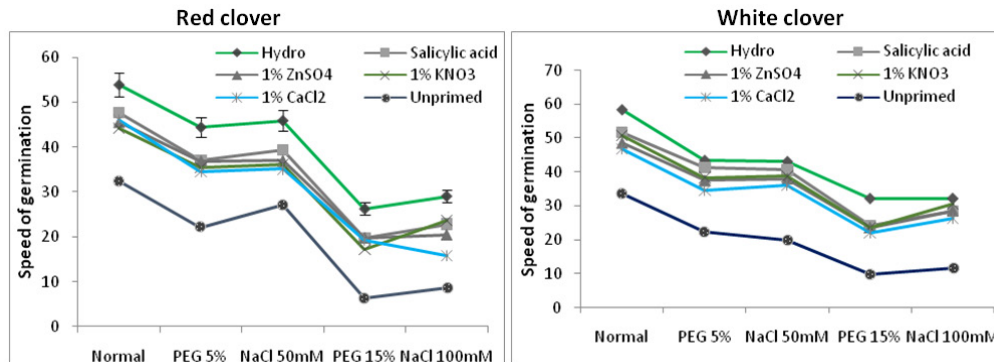 Red clover
Speed of germination
60
50
40
30
20
10
0
Hydro
Salicylic acid
1% ZnSO4
1% KNO3
1% CaCl2
Unprimed
Normal PEG 5% NaCl 50mM PEG 15% NaCl 100mM
White clover
Speed of germination
70
60
50
40
30
20
10
0
Hydro
Salicylic acid
1% ZnSO4
1% KNO3
1% CaCl2
Unprimed
Normal PEG 5% NaCl 50mM PEG 15% NaCl 100mM